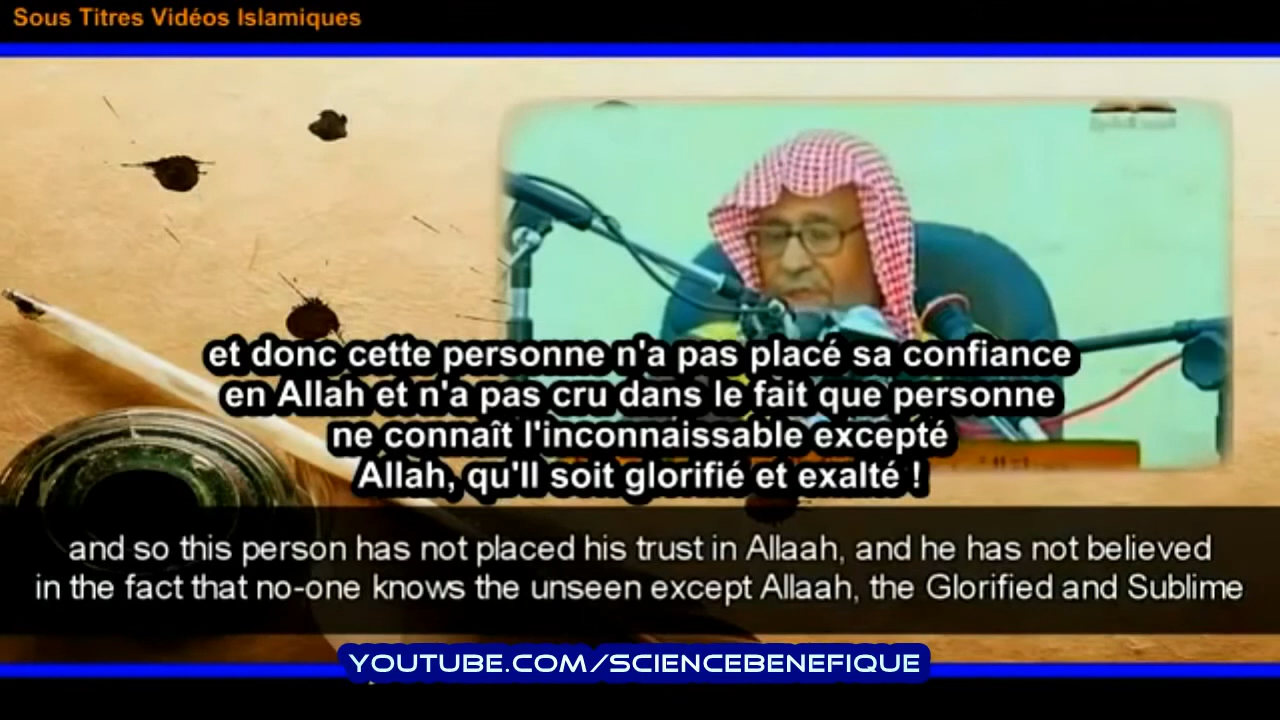 Sous Titres Vidéos Islamiques
et donc cette personne n'a pas placé sa confiance
en Allah et n'a pas cru dans le fait que personne
ne connaît l'inconnaissable excepté
Allah, qu'Il soit glorifié et exalté !
and so this person has not placed his trust in Allaah, and he has not believed
in the fact that no-one knows the unseen except Allaah, the Glorified and Sublime
YOUTUBE.COM/SCIENCEBENEFIQUE